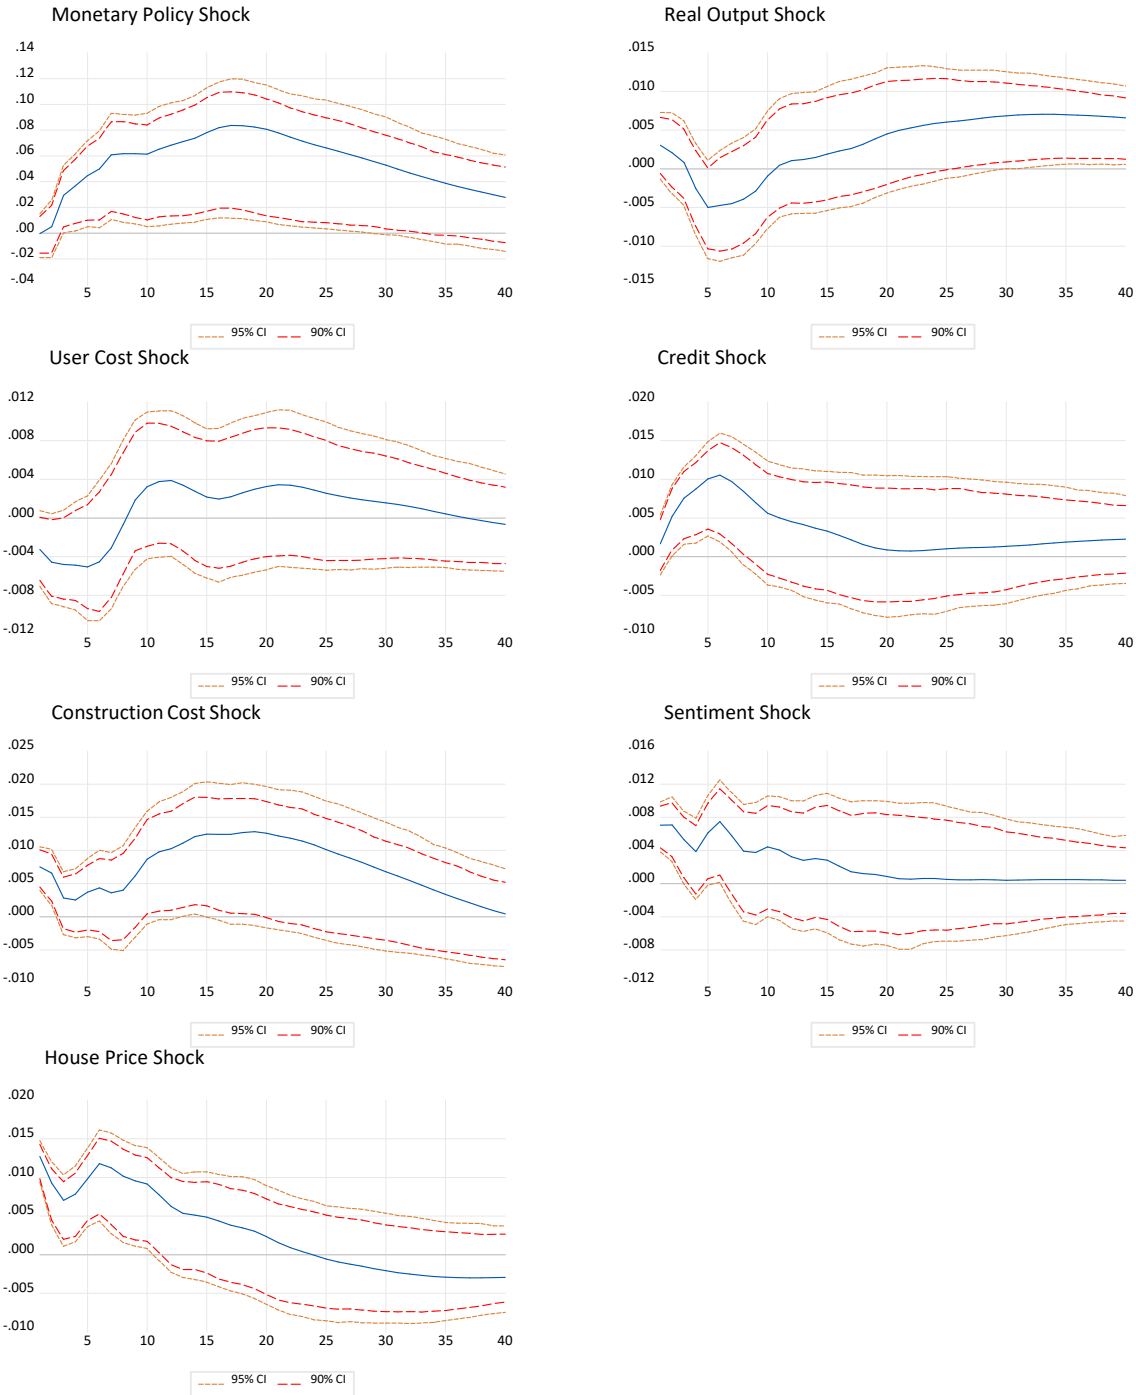 Monetary Policy Shock
.14
.12
.10
.08
.06
.04
.02
.00
-.02
-.04
5 10 15 20 25 30 35 40
95% CI 90% CI
Real Output Shock
.015
.010
.005
.000
-.005
-.010
-.015
5 10 15 20 25 30 35 40
95% CI 90% CI
User Cost Shock
.012
.008
.004
.000
-.004
-.008
-.012
5 10 15 20 25 30 35 40
95% CI 90% CI
Credit Shock
.020
.015
.010
.005
.000
-.005
-.010
5 10 15 20 25 30 35 40
95% CI 90% CI
Construction Cost Shock
.025
.020
.015
.010
.005
.000
-.005
-.010
5 10 15 20 25 30 35 40
95% CI 90% CI
Sentiment Shock
.016
.012
.008
.004
.000
-.004
-.008
-.012
5 10 15 20 25 30 35 40
95% CI 90% CI
House Price Shock
.020
.015
.010
.005
.000
-.005
-.010
5 10 15 20 25 30 35 40
95% CI 90% CI